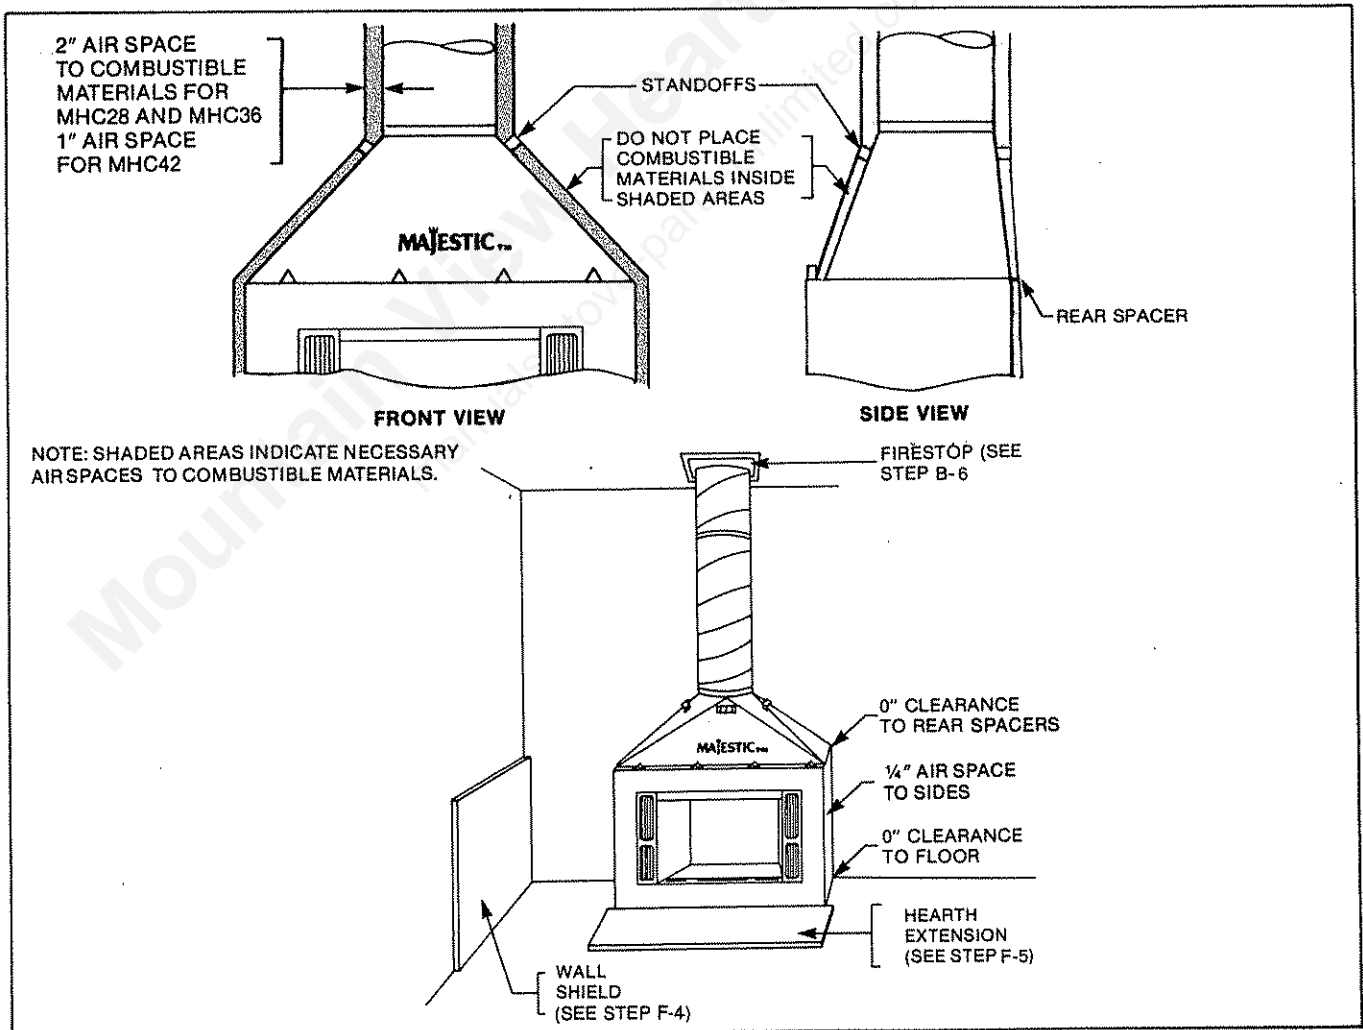 2" AIR SPACE
TO COMBUSTIBLE
MATERIALS FOR
MHC28 AND MHC36
1" AIR SPACE
FOR MHC42
STANDOFFS
DO NOT PLACE
COMBUSTIBLE
MATERIALS INSIDE
SHADED AREAS
MAJESTIC
REAR SPACER
FRONT VIEW
SIDE VIEW
NOTE: SHADED AREAS INDICATE NECESSARY
AIR SPACES TO COMBUSTIBLE MATERIALS.
FIRESTOP (SEE
STEP B-6
0" CLEARANCE
TO REAR SPACERS
MAJESTIC
¼" AIR SPACE
TO SIDES
0" CLEARANCE
TO FLOOR
HEARTH
EXTENSION
(SEE STEP F-5)
WALL
SHIELD
(SEE STEP F-4)
Mountain View Hearth